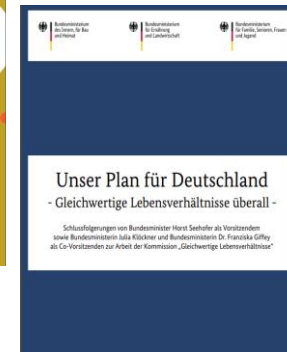 Bundesministerium
des Innern, für Bau
und Heimat
Bundesministerium
für Ernährung
und Landwirtschaft
Bundesministerium
für Familie, Senioren, Frauen
und Jugend
Unser Plan für Deutschland
- Gleichwertige Lebensverhältnisse überall -
Schlussfolgerungen von Bundesminister Horst Seehofer als Vorsitzendem
sowie Bundesministerin Julia Klöckner und Bundesministerin Dr. Franziska Giffey
als Co-Vorsitzenden zur Arbeit der Kommission „Gleichwertige Lebensverhältnisse“